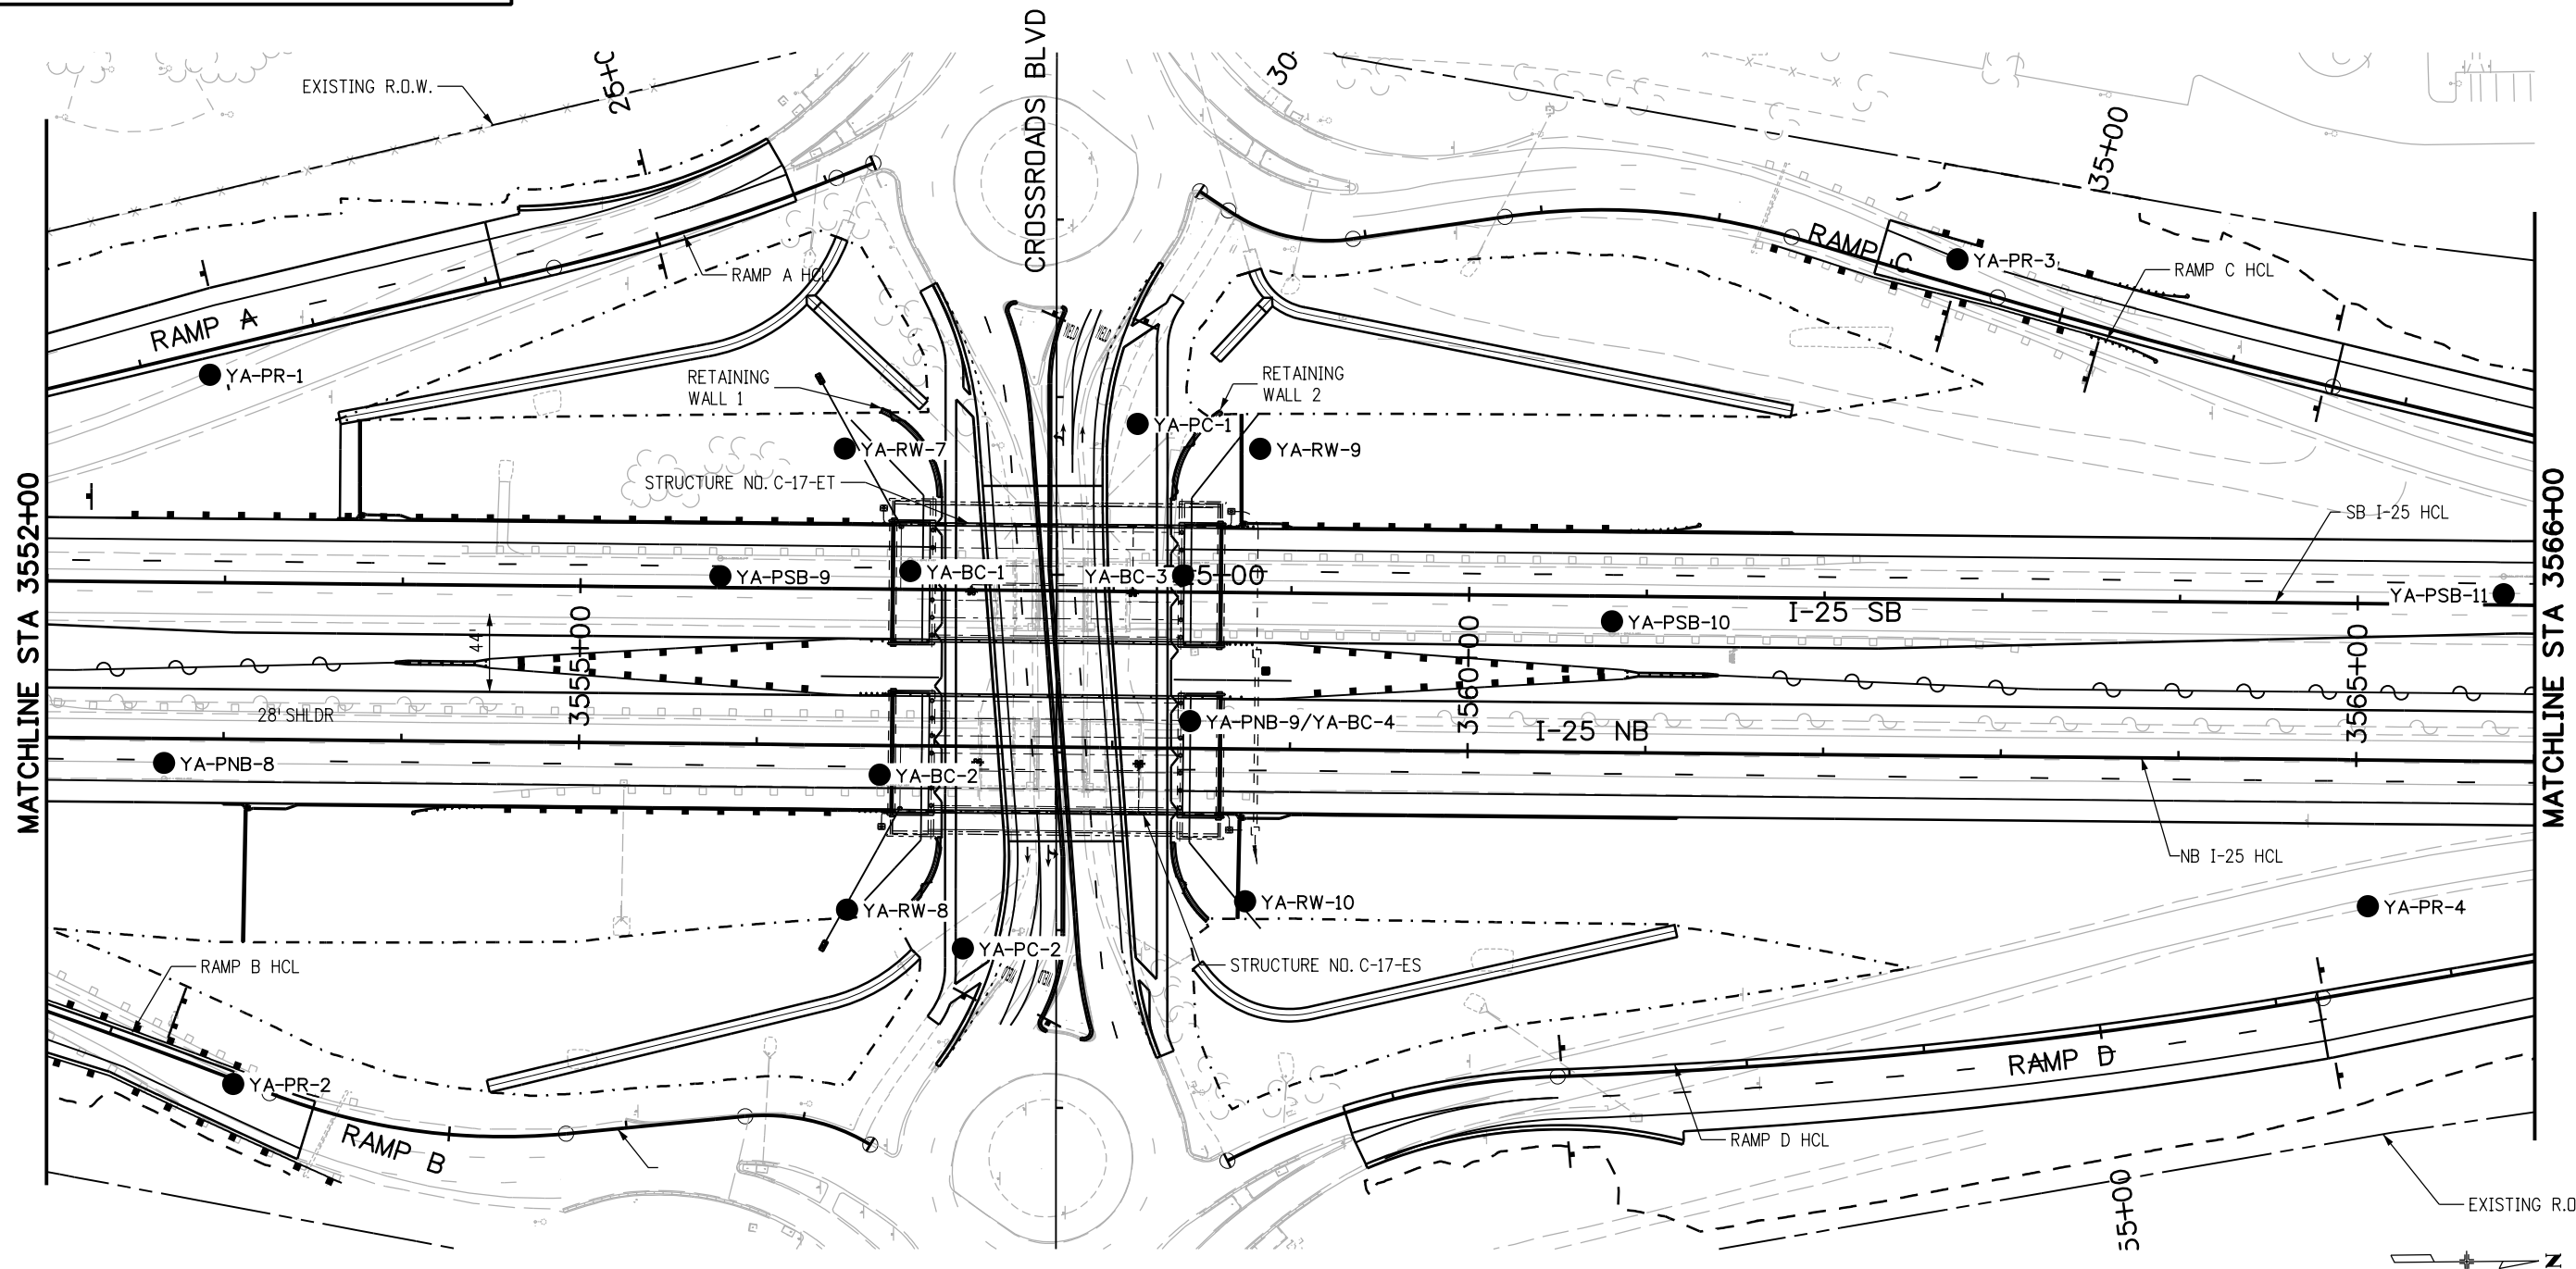 CROSSROADS BLVD
EXISTING R.O.W.
30
35+00
RAMP A HCL
RAMP A
RAMP C
YA-PR-3
RAMP C HCL
YA-PR-1
RETAINING
WALL 1
RETAINING
WALL 2
YIELD
YIELD
YA-PC-1
YA-RW-7
YA-RW-9
STRUCTURE NO. C-17-ET
SB I-25 HCL
MATCHLINE STA 3552+00
MATCHLINE STA 3566+00
YA-PSB-9
YA-BC-1
YA-BC-3
5+00
YA-PSB-10
I-25 SB
YA-PSB-11
44'
3555+00
3560+00
3565+00
28' SHLDR
YA-PNB-9/YA-BC-4
I-25 NB
YA-PNB-8
YA-BC-2
NB I-25 HCL
YA-RW-8
YA-RW-10
YA-PR-4
YA-PC-2
RAMP B HCL
STRUCTURE NO. C-17-ES
YIELD
YIELD
YA-PR-2
RAMP B
RAMP D
RAMP D HCL
55+00
EXISTING R.O
N